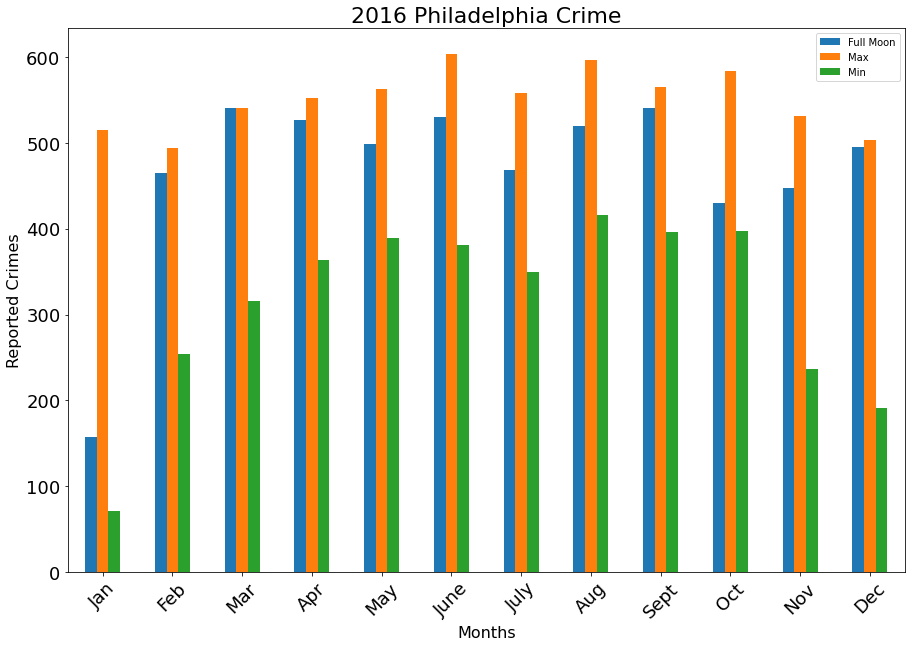 2016 Philadelphia Crime
Full Moon
Max
Min
Reported Crimes
600
500
400
300
200
100
0
Jan Feb Mar Apr May June July Aug Sept Oct Nov Dec
Months